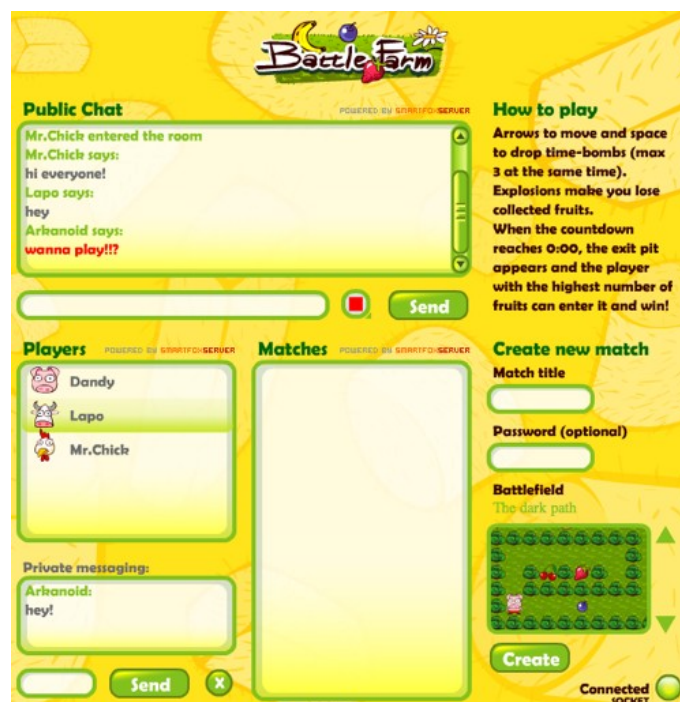 Battle Farm
Public Chat
POWERED BY SMARTFOXSERVER
Mr.Chick entered the room
Mr.Chick says:
hi everyone!
Lapo says:
hey
Arkanoid says:
wanna play!!?
Send
How to play
Arrows to move and space
to drop time-bombs (max
3 at the same time).
Explosions make you lose
collected fruits.
When the countdown
reaches 0:00, the exit pit
appears and the player
with the highest number of
fruits can enter it and win!
Players
POWERED BY SMARTFOXSERVER
Dandy
Lapo
Mr.Chick
Private messaging:
Arkanoid:
hey!
Send
X
Matches
POWERED BY SMARTFOXSERVER
Create new match
Match title
Password (optional)
Battlefield
The dark path
Create
Connected
SOCKET